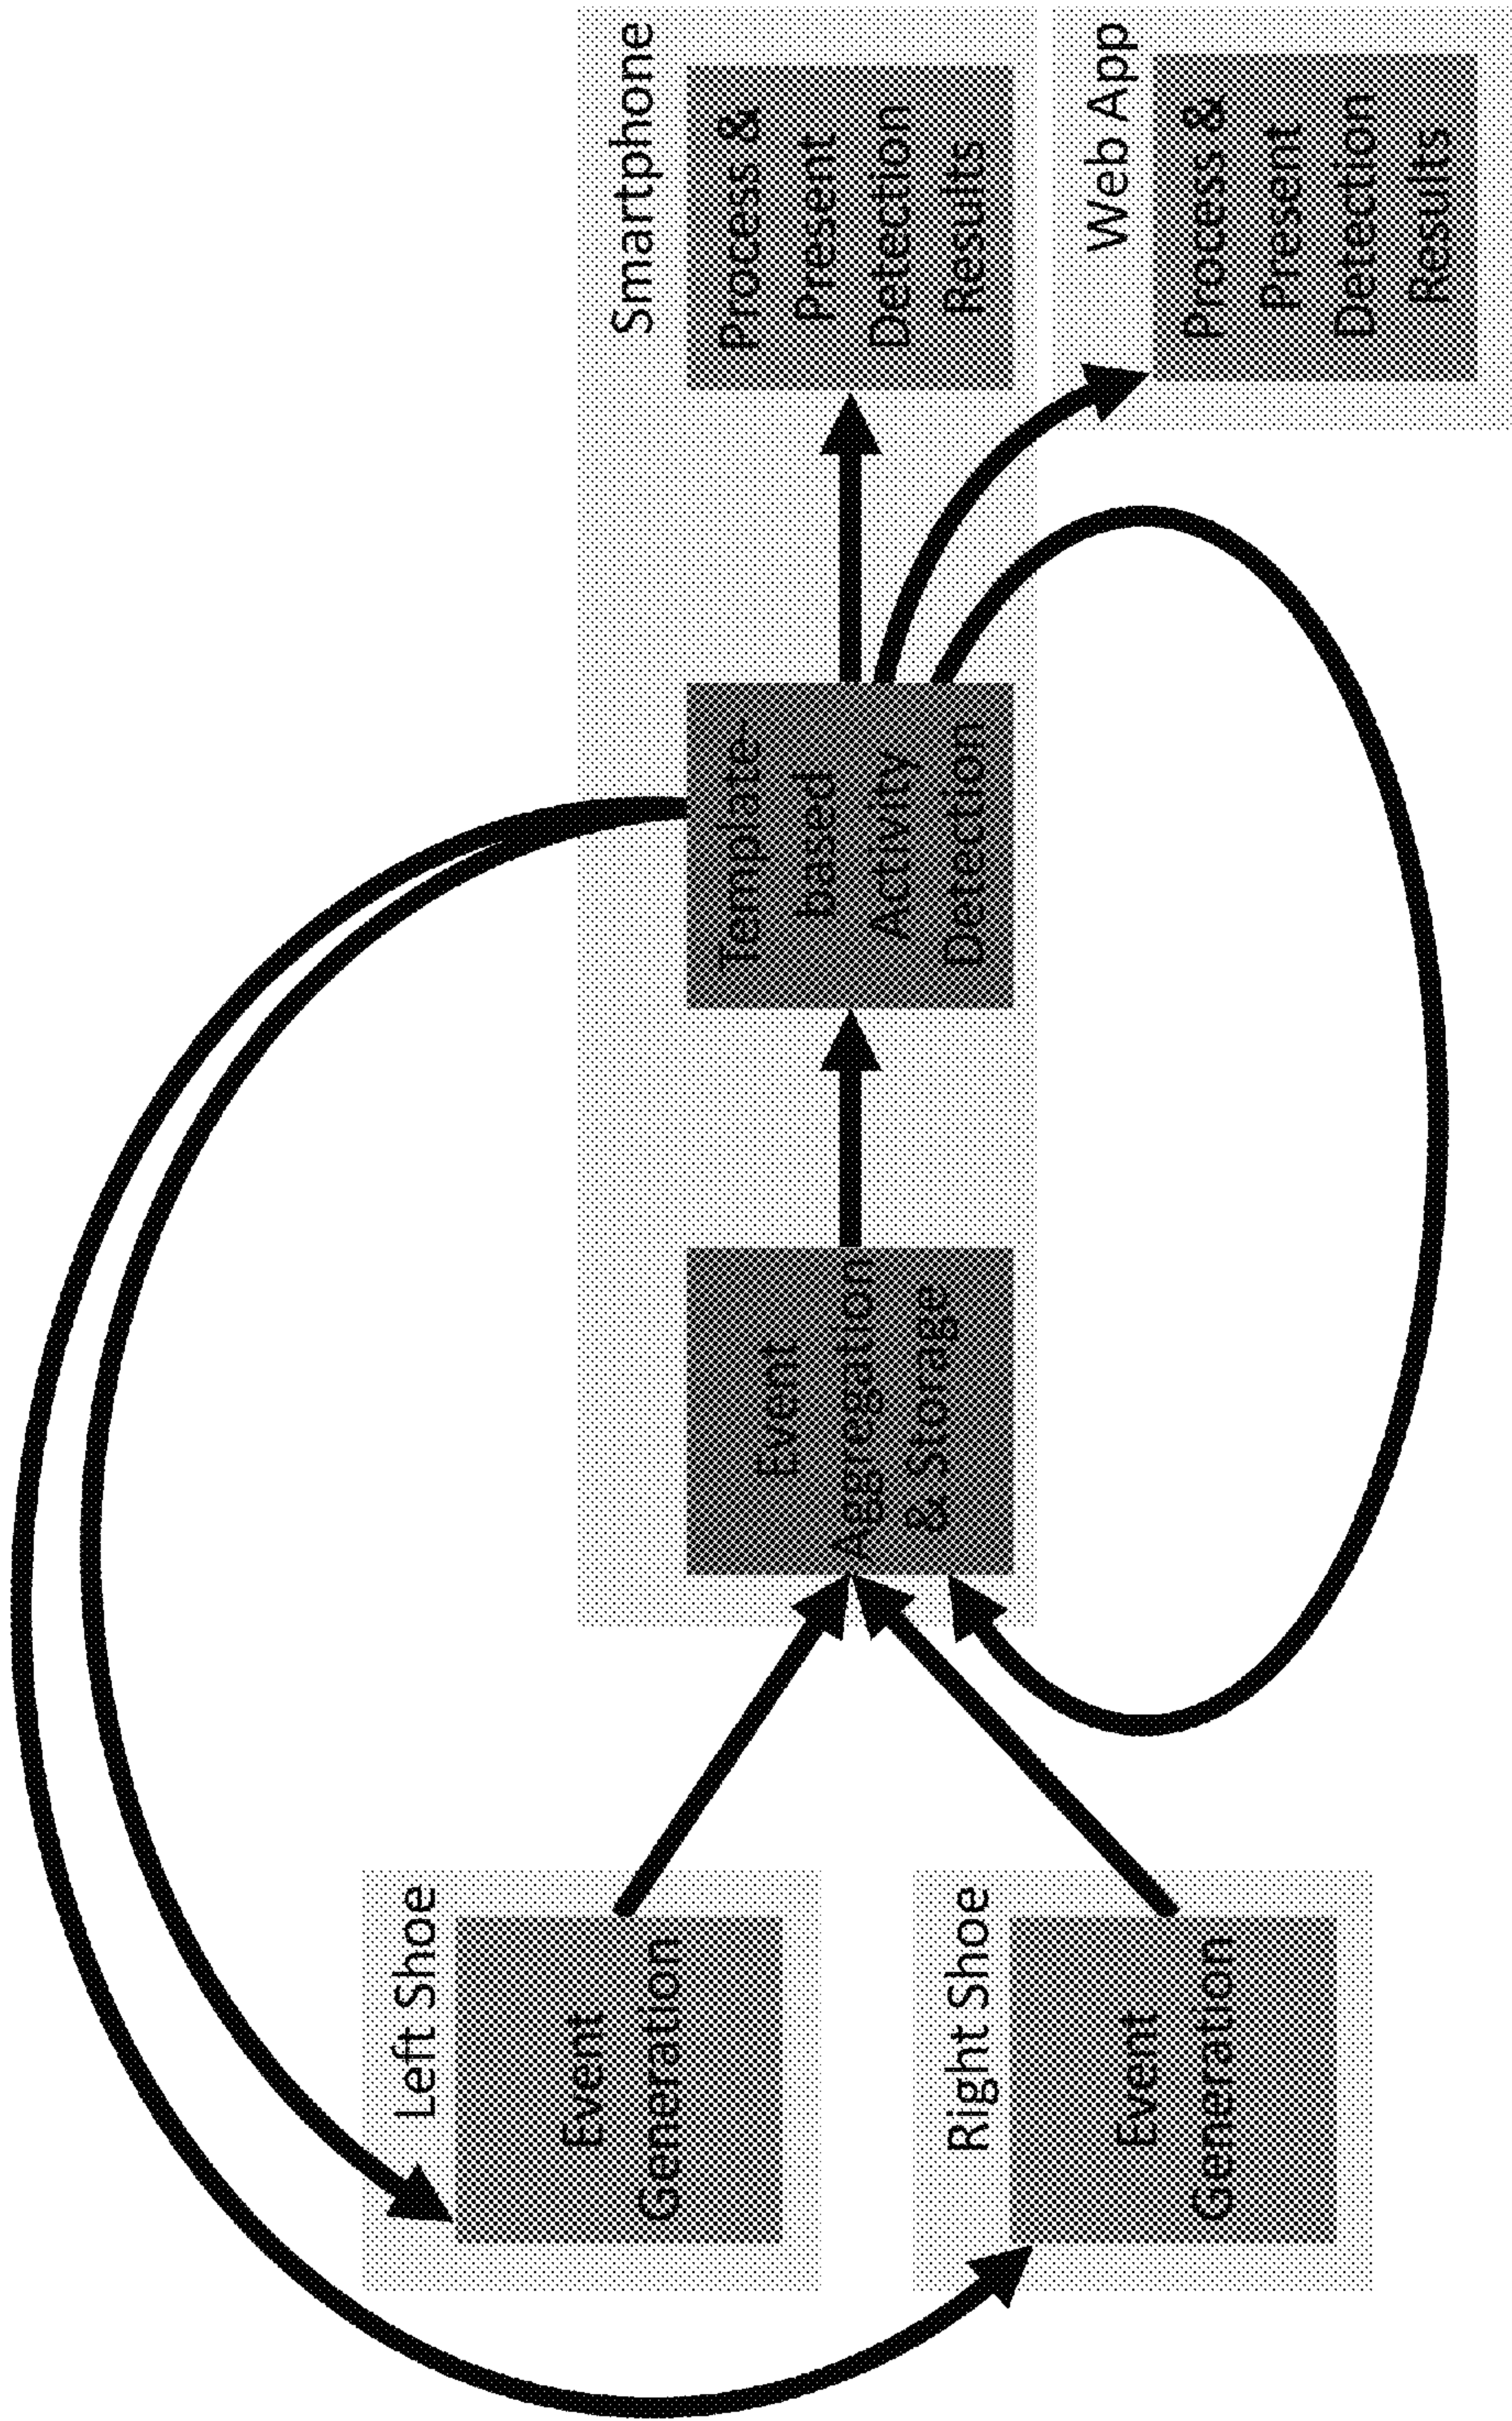 Left Shoe
Event
Generation
Right Shoe
Event
Generation
Smartphone
Event
Aggregation
& Storage
Template-
based
Activity
Detection
Process &
Present
Detection
Results
Web App
Process &
Present
Detection
Results